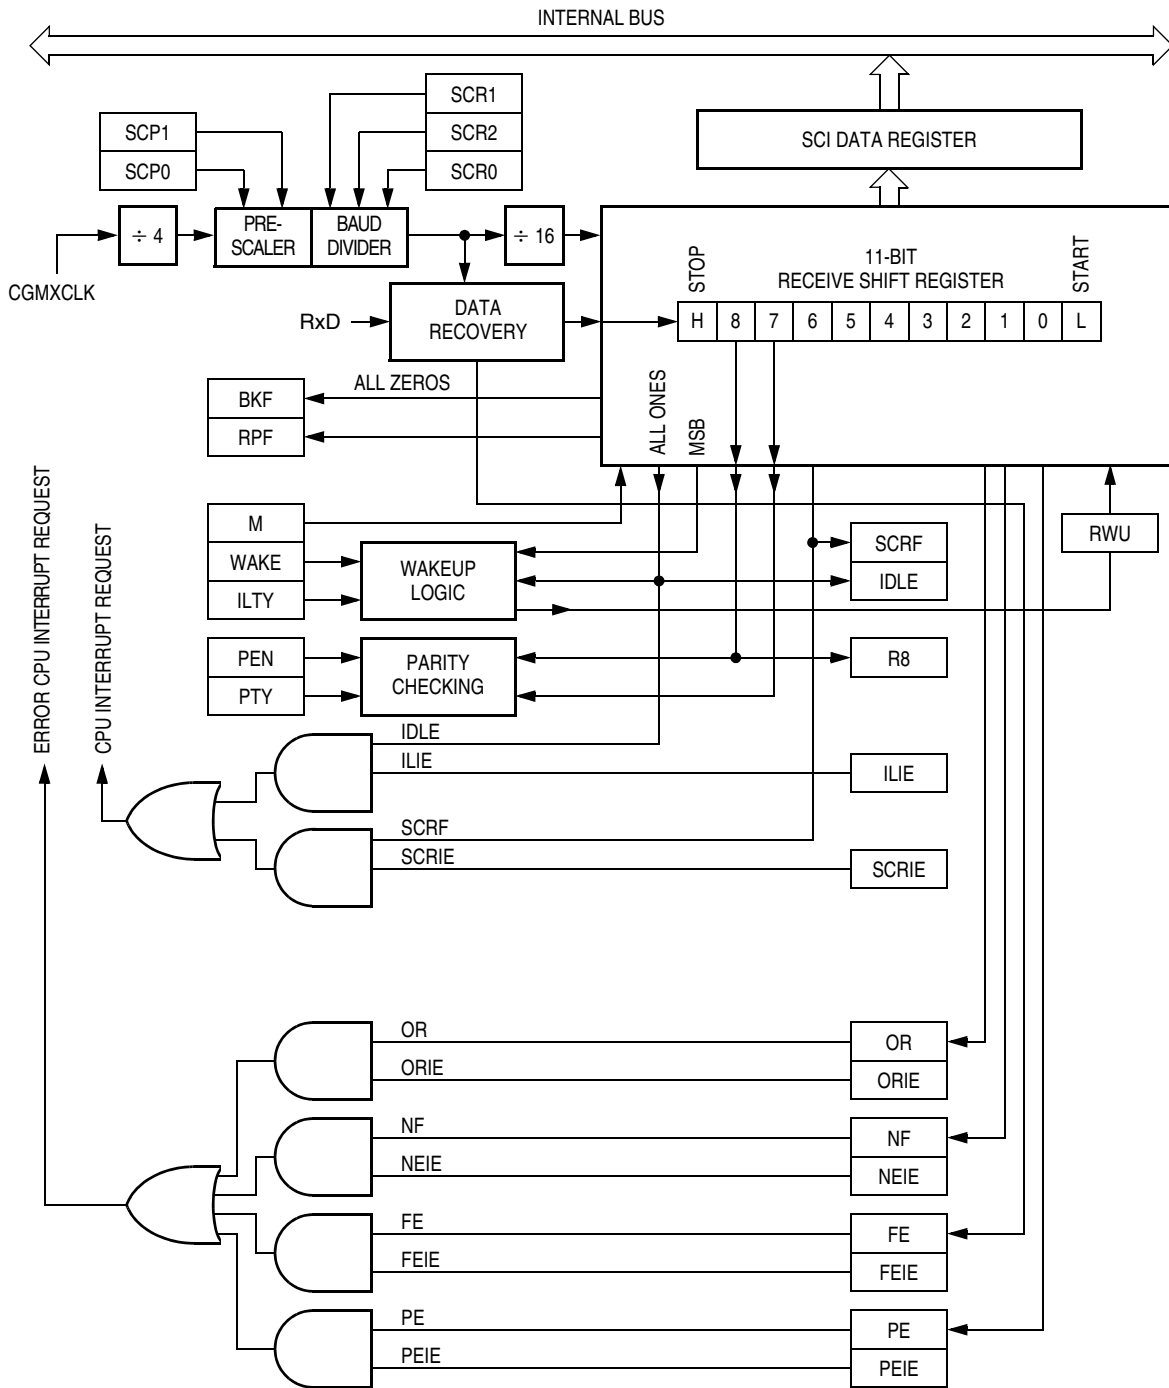 INTERNAL BUS
SCR1
SCP1
SCR2
SCI DATA REGISTER
SCP0
SCR0
÷ 4
PRE-
SCALER
BAUD
DIVIDER
÷ 16
STOP
11-BIT
RECEIVE SHIFT REGISTER
START
CGMXCLK
RxD
DATA
RECOVERY
H 8 7 6 5 4 3 2 1 0 L
ALL ZEROS
BKF
RPF
ALL ONES
MSB
ERROR CPU INTERRUPT REQUEST
CPU INTERRUPT REQUEST
M
WAKE
ILTY
WAKEUP
LOGIC
SCRF
IDLE
RWU
PEN
PTY
PARITY
CHECKING
R8
IDLE
ILIE
ILIE
SCRF
SCRIE
SCRIE
OR
OR
ORIE
ORIE
NF
NF
NEIE
NEIE
FE
FE
FEIE
FEIE
PE
PE
PEIE
PEIE